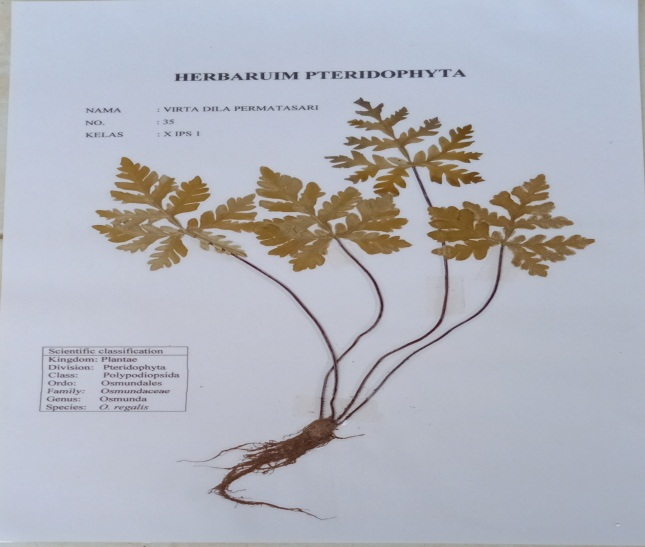 HERBARUIM PTERIDOPHYTA
NAMA : VIRTA DILA PERMATASARI
NO. : 35
KELAS : X IPS 1
Scientific classification
Kingdom: Plantae
Division: Pteridophyta
Class: Polypodiopsida
Ordo: Osmundales
Family: Osmundaceae
Genus: Osmunda
Species: O. regalis